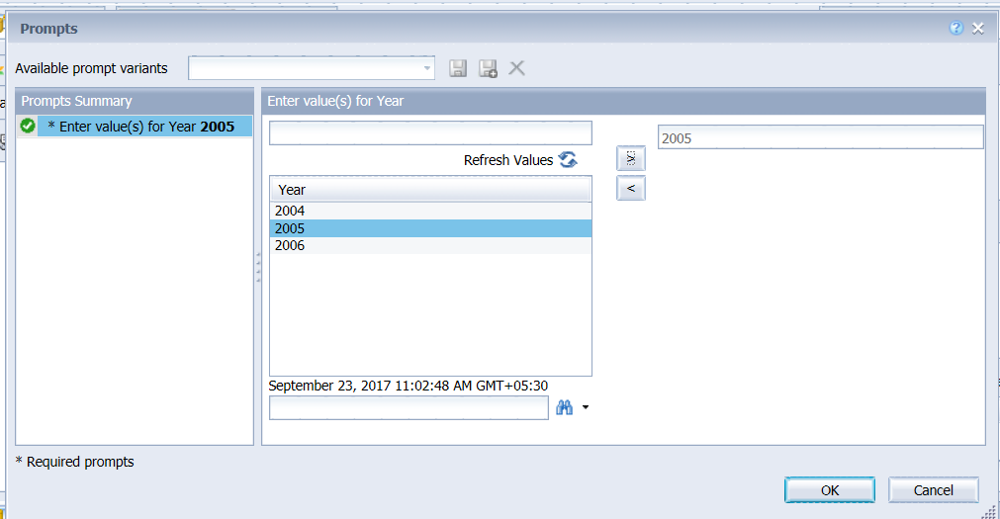 Prompts
Available prompt variants
Prompts Summary
* Enter value(s) for Year 2005
Enter value(s) for Year
Refresh Values
Year
2004
2005
2006
September 23, 2017 11:02:48 AM GMT+05:30
>
<
2005
* Required prompts
OK
Cancel